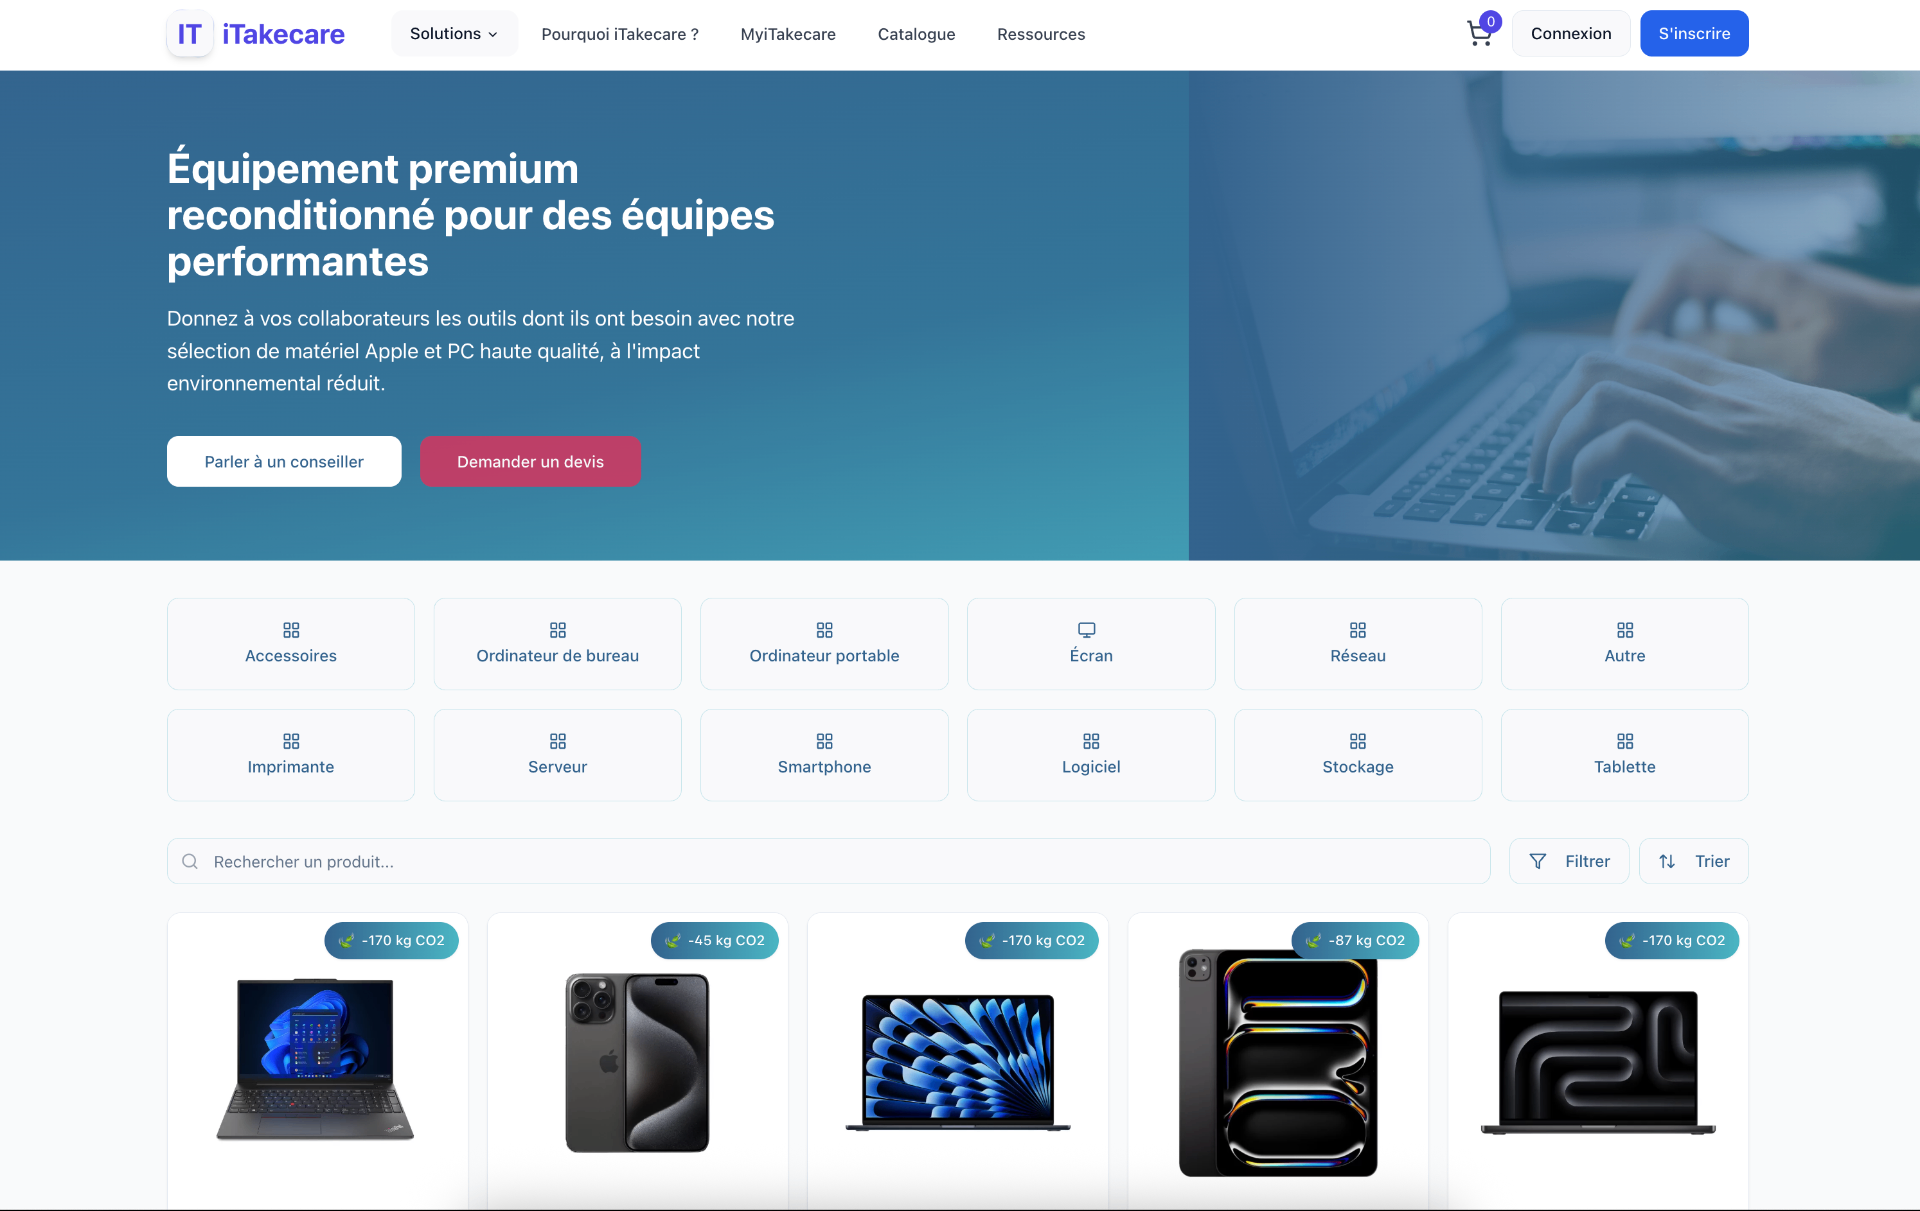 IT iTakecare
Solutions
Pourquoi iTakecare ?
MyiTakecare
Catalogue
Ressources
0
Connexion
S'inscrire
Équipement premium
reconditionné pour des équipes
performantes
Donnez à vos collaborateurs les outils dont ils ont besoin avec notre
sélection de matériel Apple et PC haute qualité, à l'impact
environnemental réduit.
Parler à un conseiller
Demander un devis
Accessoires
Ordinateur de bureau
Ordinateur portable
Écran
Réseau
Autre
Imprimante
Serveur
Smartphone
Logiciel
Stockage
Tablette
Rechercher un produit...
Filtrer
Trier
-170 kg CO2
-45 kg CO2
-170 kg CO2
-87 kg CO2
-170 kg CO2